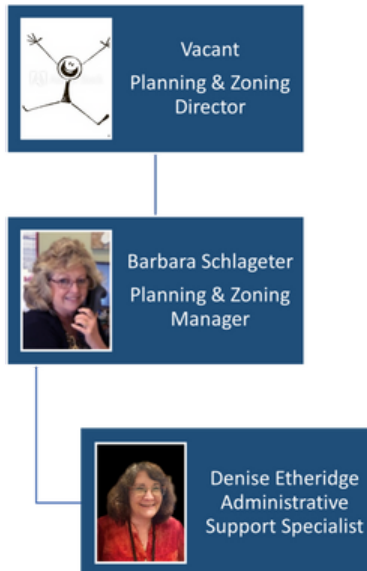 Vacant
Planning & Zoning
Director
Barbara Schlageter
Planning & Zoning
Manager
Denise Etheridge
Administrative
Support Specialist